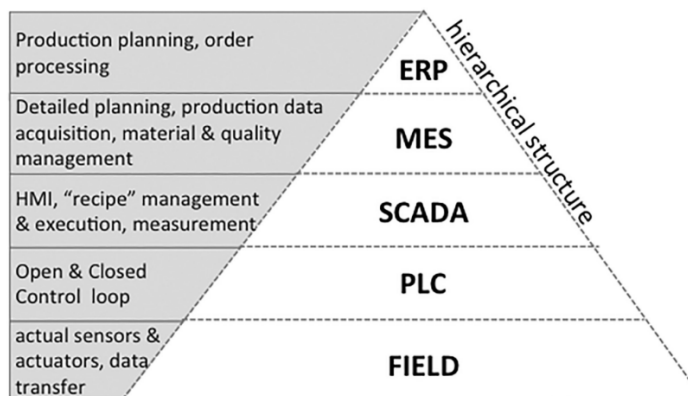 Production planning, order
processing
ERP
hierarchical structure
Detailed planning, production data
acquisition, material & quality
management
MES
HMI, “recipe” management
& execution, measurement
SCADA
Open & Closed
Control loop
PLC
actual sensors &
actuators, data
transfer
FIELD